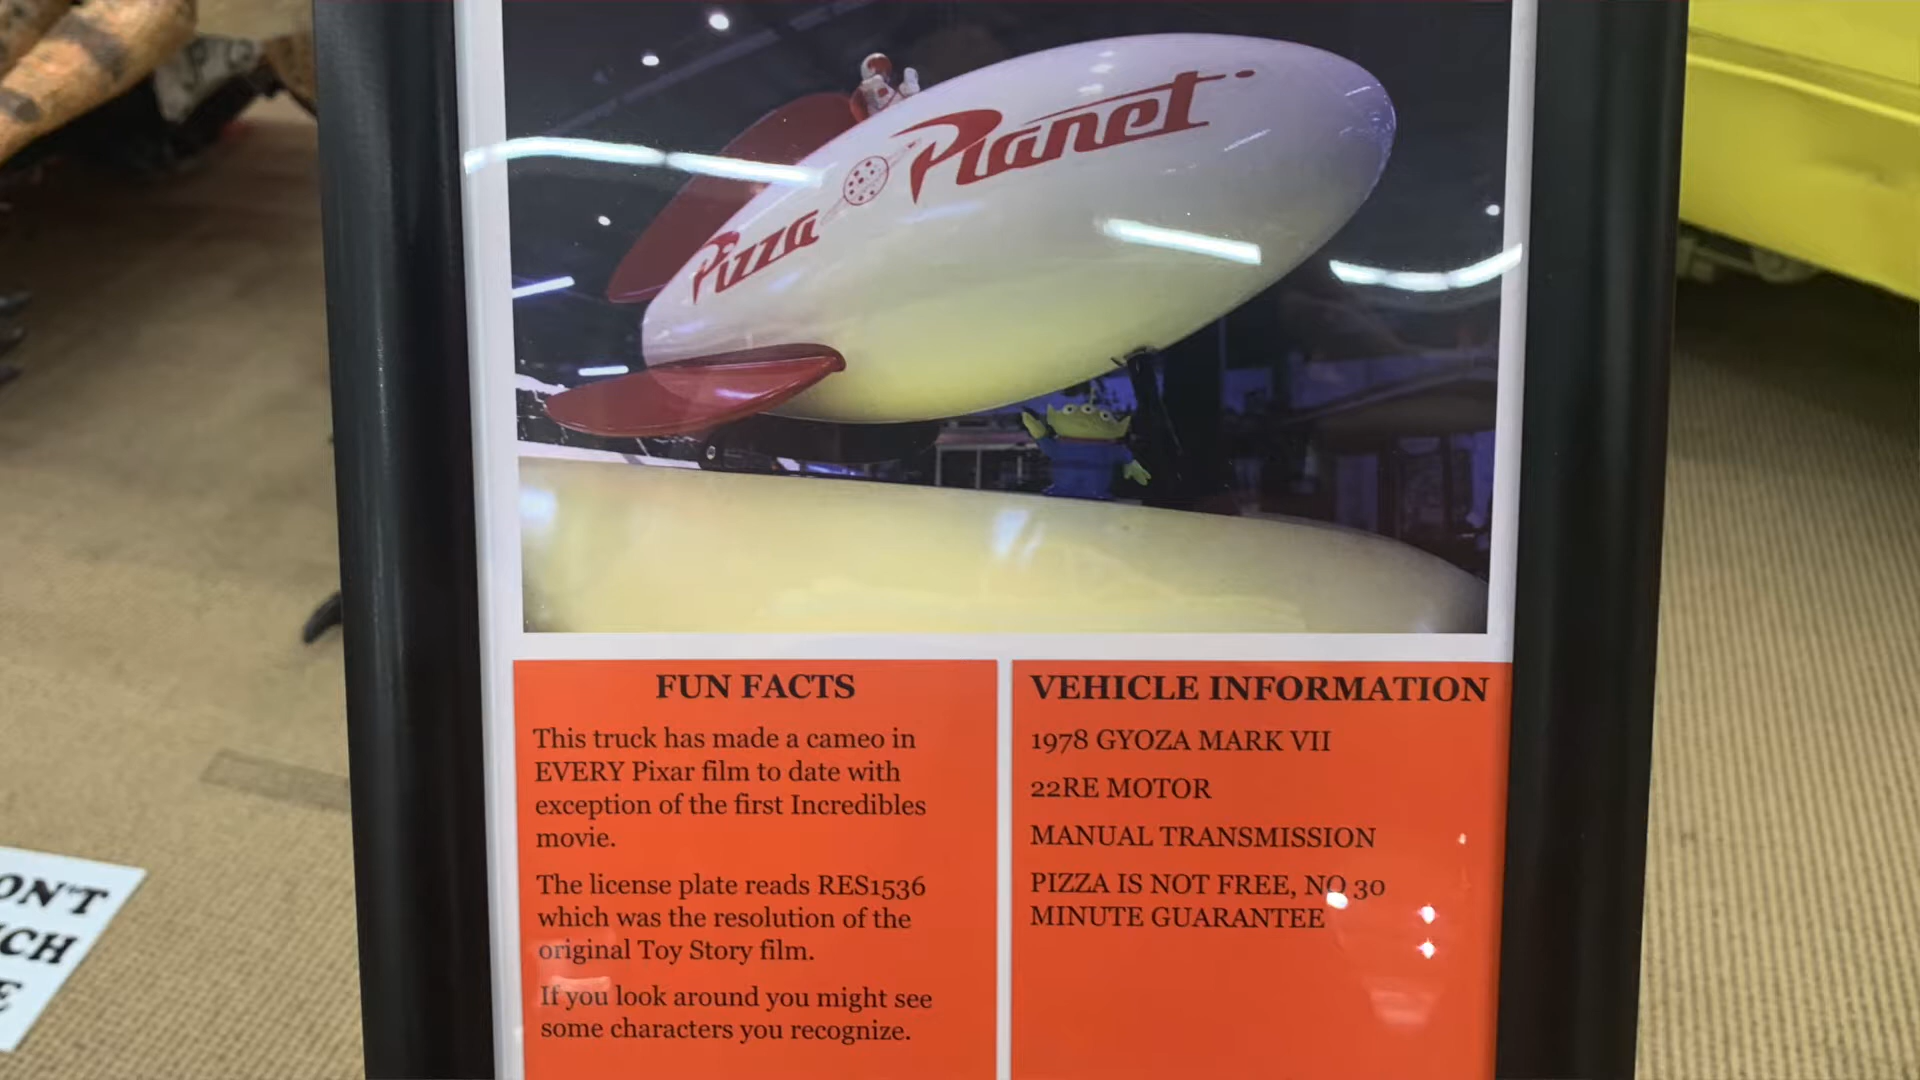 Pizza Planet
FUN FACTS
This truck has made a cameo in
EVERY Pixar film to date with
exception of the first Incredibles
movie.
The license plate reads RES1536
which was the resolution of the
original Toy Story film.
If you look around you might see
some characters you recognize.
VEHICLE INFORMATION
1978 GYOZA MARK VII
22RE MOTOR
MANUAL TRANSMISSION
PIZZA IS NOT FREE, NO 30
MINUTE GUARANTEE